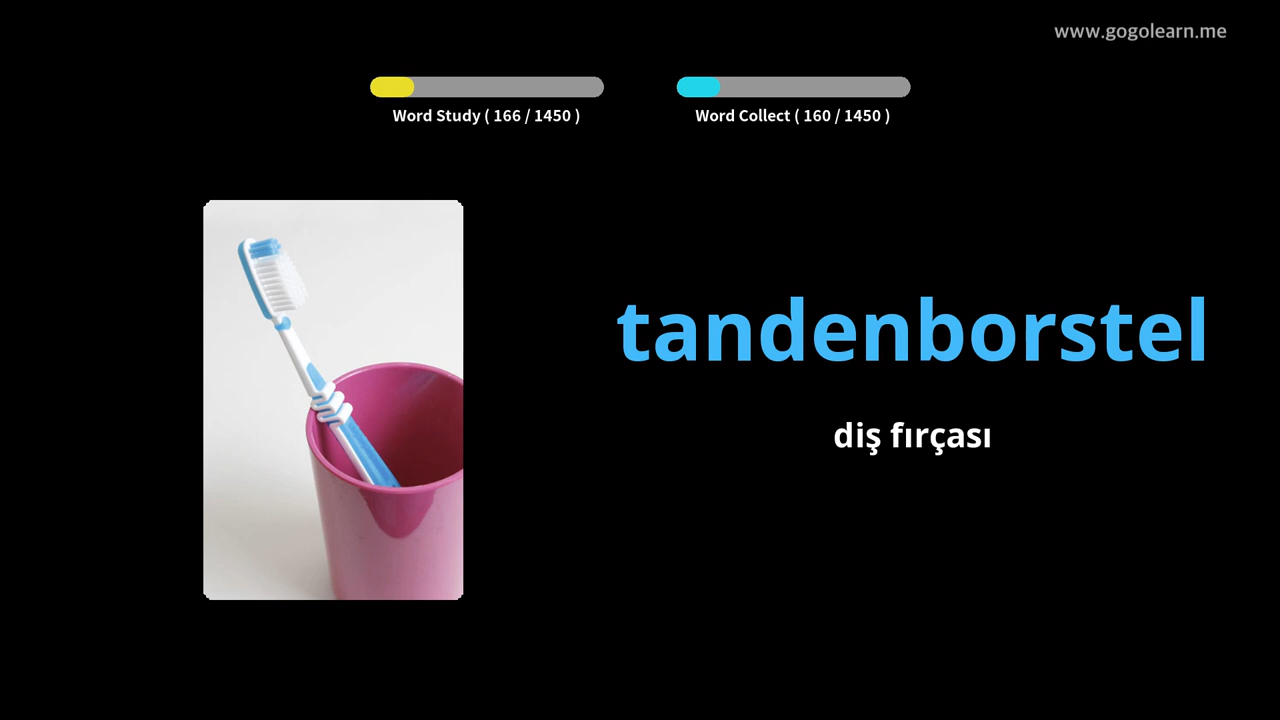 www.gogolearn.me
Word Study ( 166 / 1450 )
Word Collect ( 160 / 1450 )
tandenborstel
diş fırçası